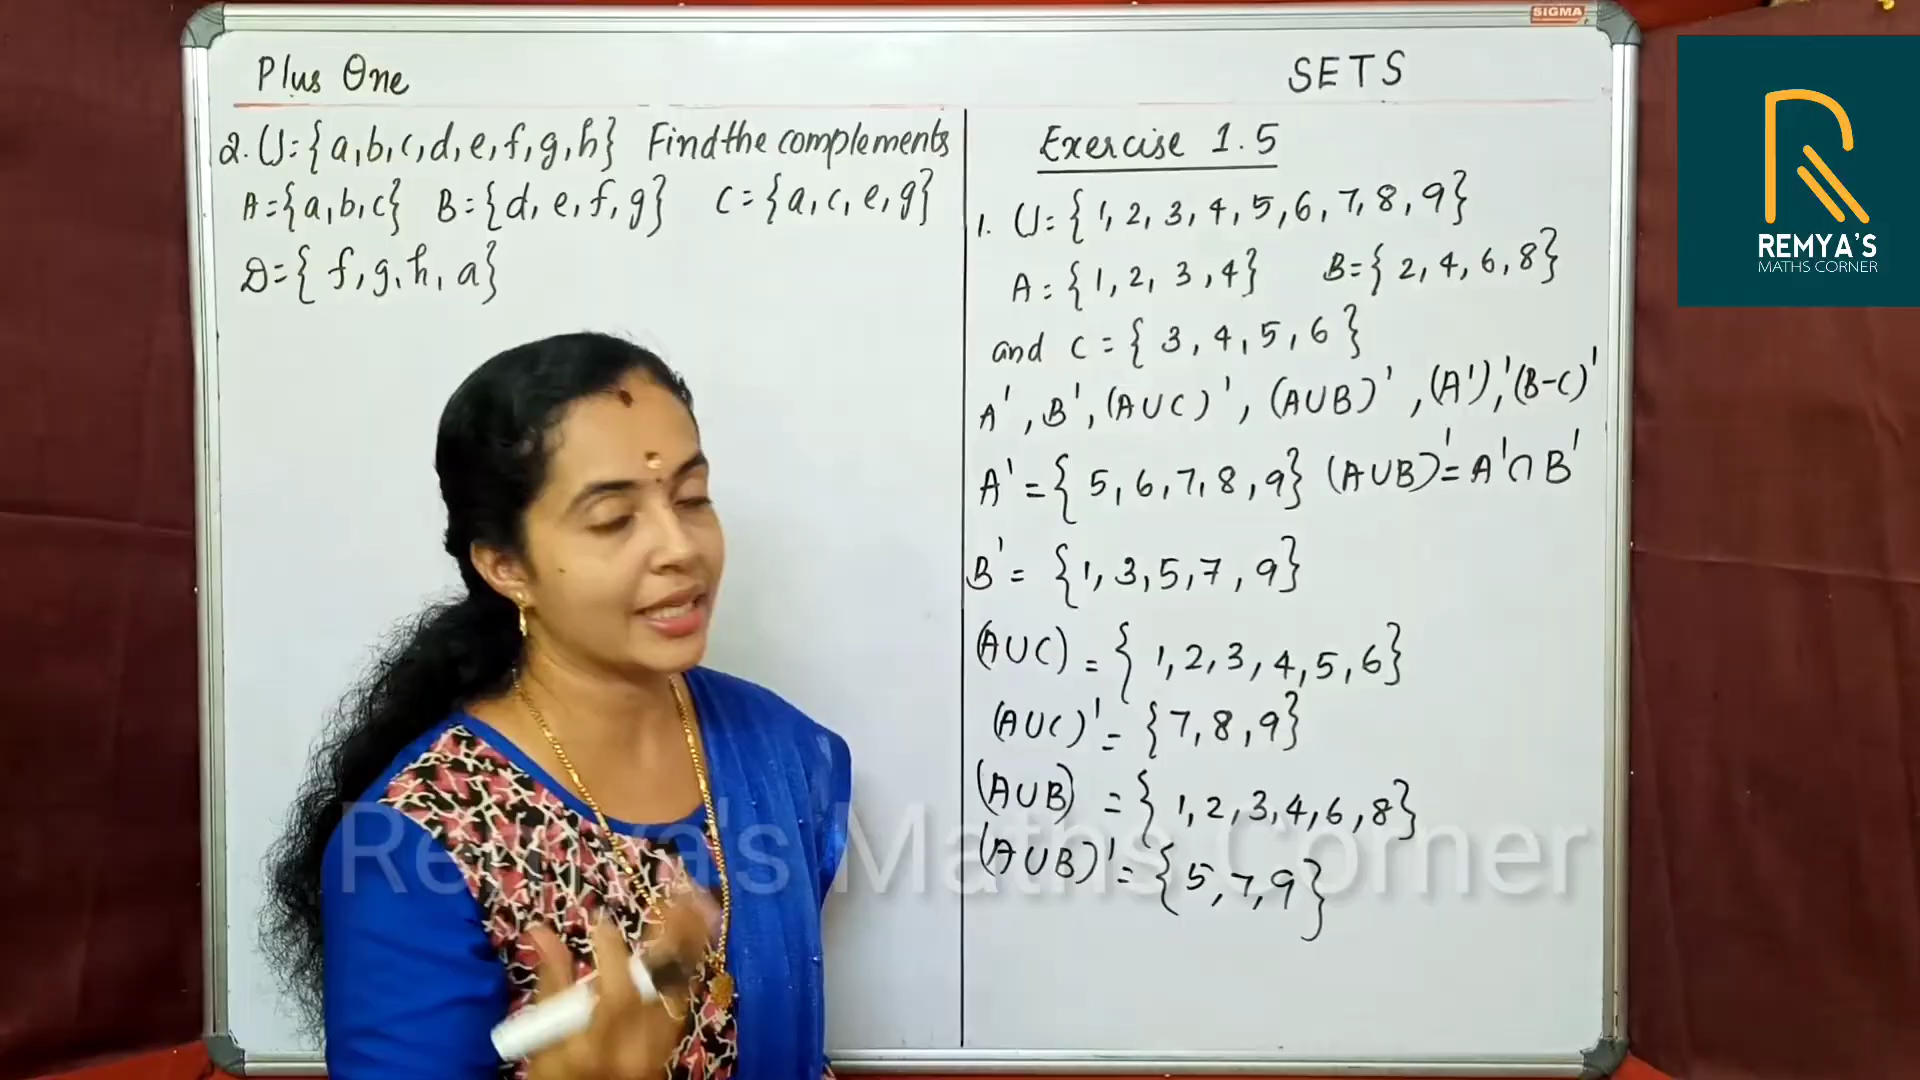 SIGMA
Plus One
SETS
2. U={a,b,c,d,e,f,g,h} Find the complements
A={a,b,c} B={d,e,f,g} C={a,c,e,g}
D={f,g,h,a}
Exercise 1.5
1. U={1,2,3,4,5,6,7,8,9}
A={1,2,3,4} B={2,4,6,8}
and C={3,4,5,6}
A', B', (A∪C)', (A∪B)', (A')', (B-C)'
A'={5,6,7,8,9} (A∪B)'=A'∩B'
B'={1,3,5,7,9}
(A∪C)={1,2,3,4,5,6}
(A∪C)'={7,8,9}
(A∪B)={1,2,3,4,6,8}
(A∪B)'={5,7,9}
REMYA'S
MATHS CORNER
Remya's Maths Corner